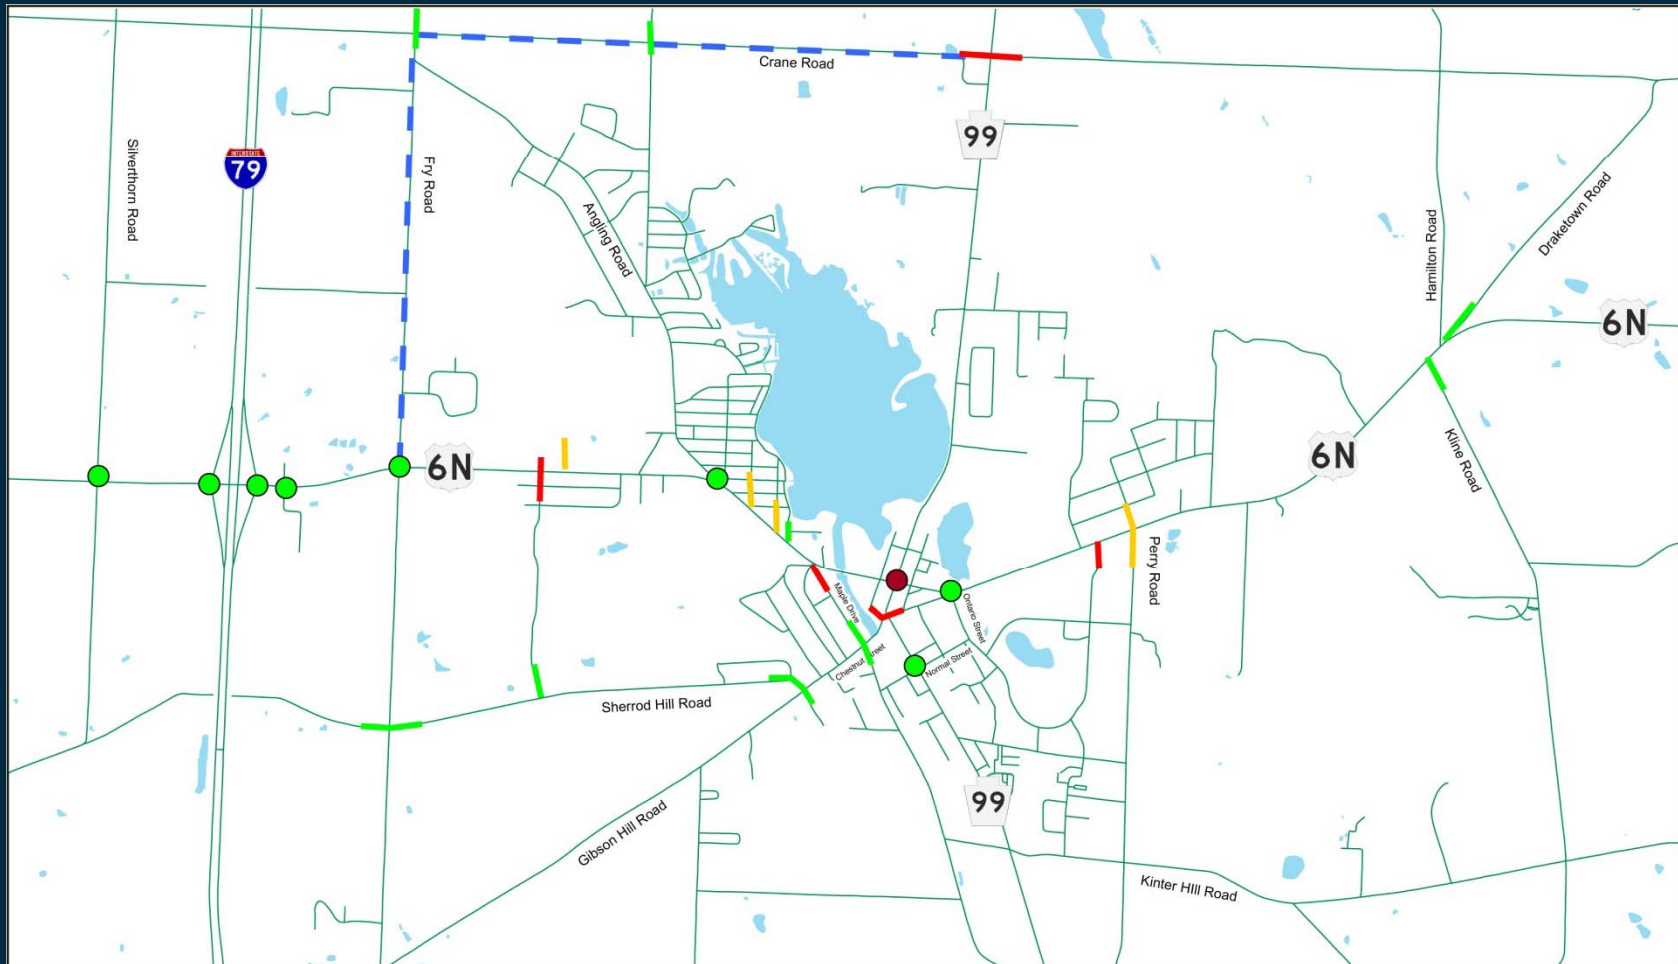 Crane Road
99
Silverthorn Road
INTERSTATE
79
Fry Road
Angling Road
Hamilton Road
Draketown Road
6N
6N
6N
Kline Road
Perry Road
Maple Drive
Ontario Street
Chestnut Street
Normal Street
Sherrod Hill Road
99
Gibson Hill Road
Kinter HIll Road